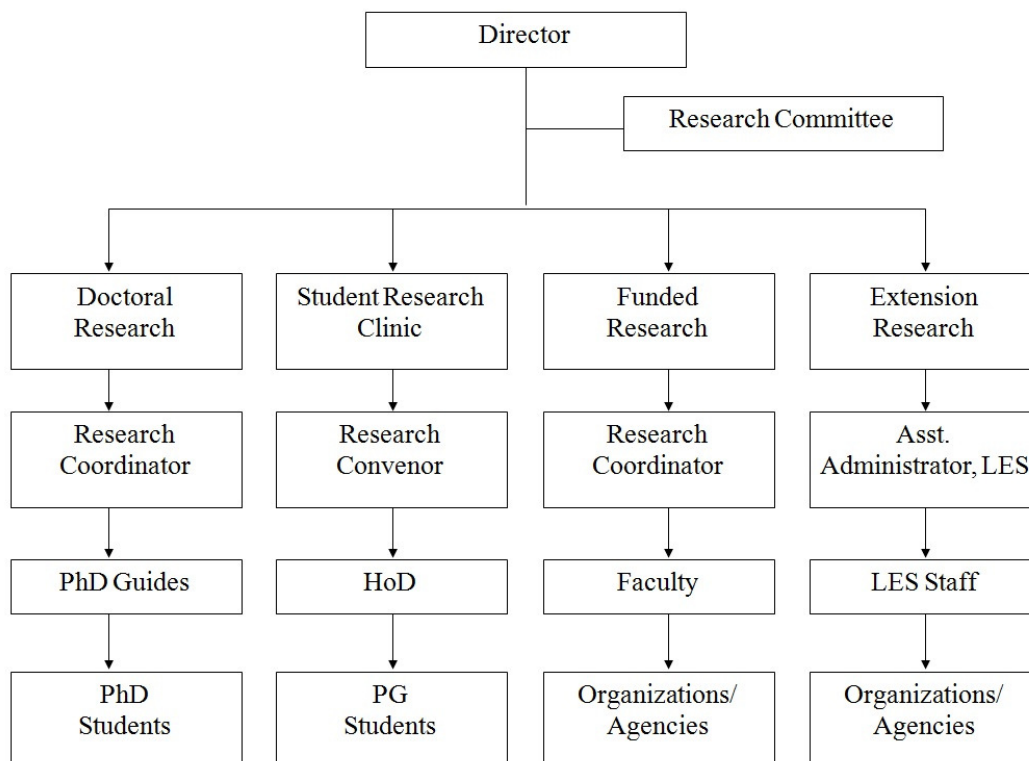 Director
Research Committee
Doctoral
Research
Student Research
Clinic
Funded
Research
Extension
Research
Research
Coordinator
Research
Convenor
Research
Coordinator
Asst.
Administrator, LES
PhD Guides
HoD
Faculty
LES Staff
PhD
Students
PG
Students
Organizations/
Agencies
Organizations/
Agencies